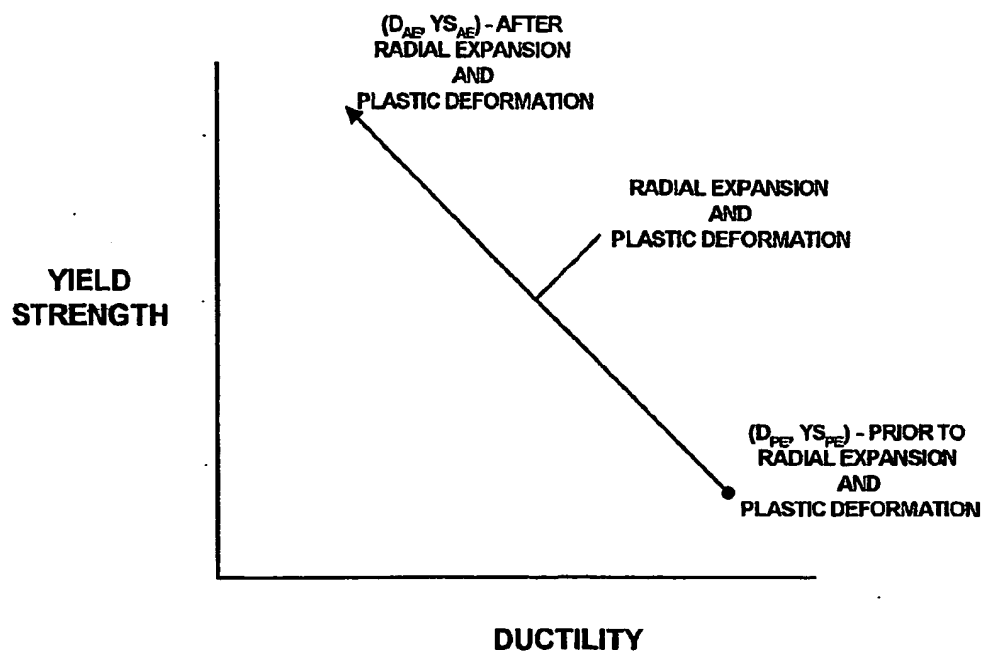 (D_AE, YS_AE) - AFTER
RADIAL EXPANSION
AND
PLASTIC DEFORMATION
RADIAL EXPANSION
AND
PLASTIC DEFORMATION
YIELD
STRENGTH
(D_PE, YS_PE) - PRIOR TO
RADIAL EXPANSION
AND
PLASTIC DEFORMATION
DUCTILITY